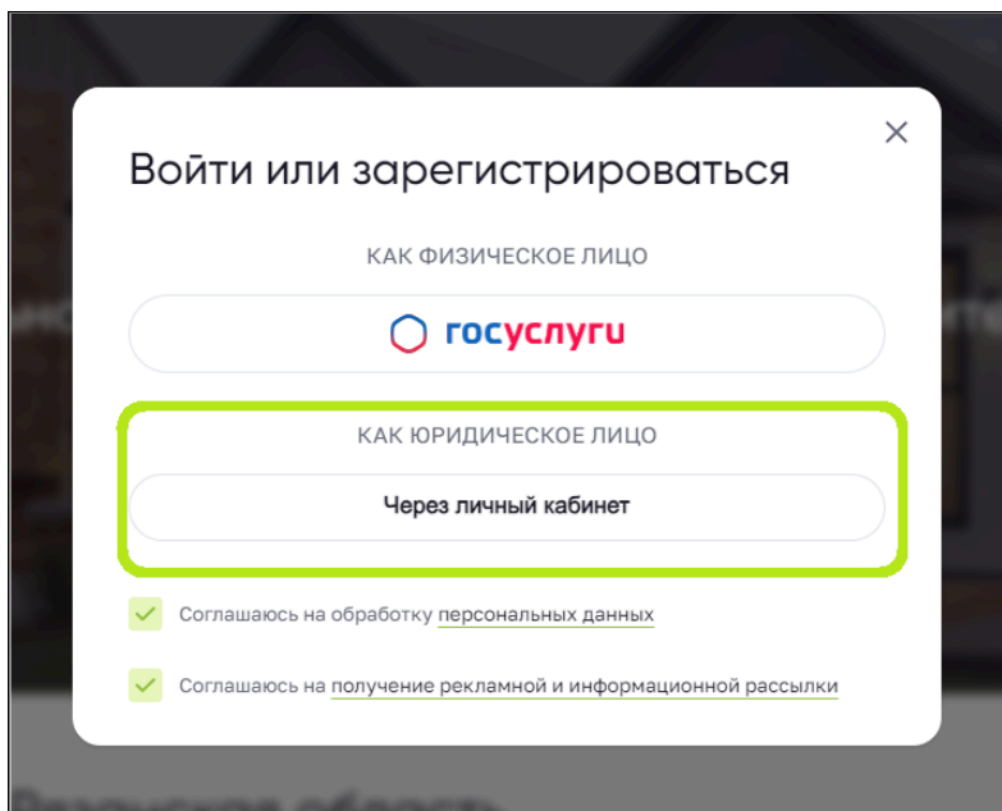 Войти или зарегистрироваться
КАК ФИЗИЧЕСКОЕ ЛИЦО
госуслуги
КАК ЮРИДИЧЕСКОЕ ЛИЦО
Через личный кабинет
Соглашаюсь на обработку персональных данных
Соглашаюсь на получение рекламной и информационной рассылки